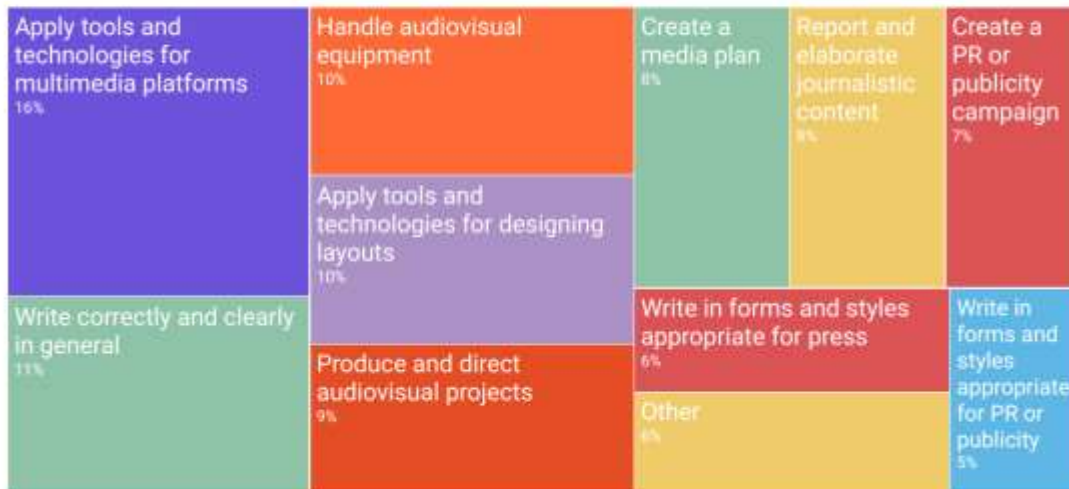 Apply tools and
technologies for
multimedia platforms
16%
Write correctly and clearly
in general
11%
Handle audiovisual
equipment
10%
Apply tools and
technologies for designing
layouts
10%
Produce and direct
audiovisual projects
9%
Create a
media plan
8%
Report and
elaborate
journalistic
content
8%
Create a
PR or
publicity
campaign
7%
Write in forms and styles
appropriate for press
6%
Other
6%
Write in
forms and
styles
appropriate
for PR or
publicity
5%